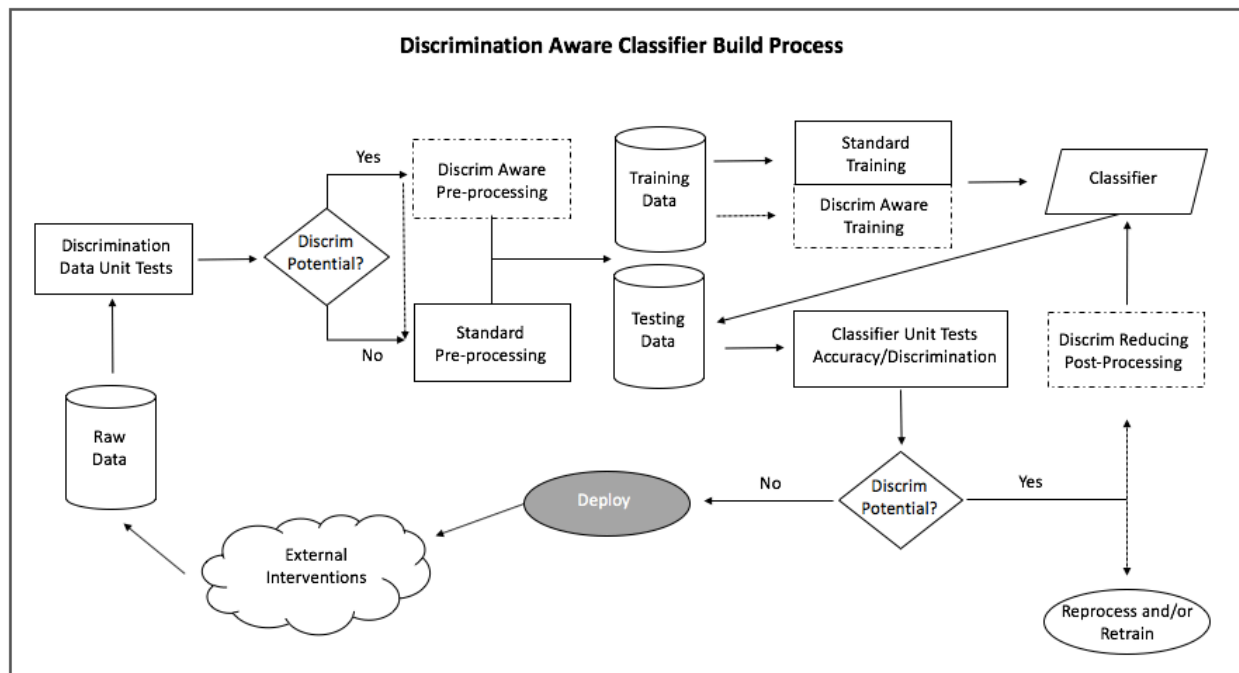 Discrimination Aware Classifier Build Process
Yes
Discrim Aware
Pre-processing
Training
Data
Standard
Training
Discrim Aware
Training
Classifier
Discrimination
Data Unit Tests
Discrim
Potential?
No
Standard
Pre-processing
Testing
Data
Classifier Unit Tests
Accuracy/Discrimination
Discrim Reducing
Post-Processing
Raw
Data
Deploy
No
Discrim
Potential?
Yes
External
Interventions
Reprocess and/or
Retrain